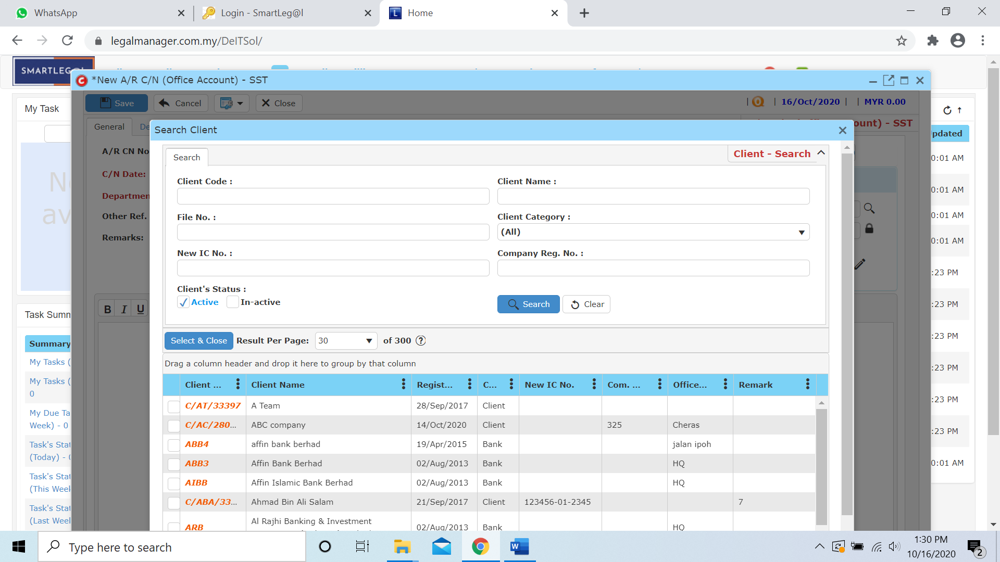 WhatsApp
Login - SmartLeg@l
Home
legalmanager.com.my/DeITSol/
SMARTLEG@L
*New A/R C/N (Office Account) - SST
My Task
Save
Cancel
Close
| | 16/Oct/2020 | | MYR 0.00
General
De
ount) - SST
pdated
Search Client
A/R CN No
C/N Date:
Departmen
Other Ref.
Remarks:
Search
Client - Search
Client Code :
Client Name :
File No. :
Client Category :
(All)
New IC No. :
Company Reg. No. :
Client's Status :
Active
In-active
Search
Clear
B I U
0:01 AM
0:01 AM
0:01 AM
0:01 AM
:23 PM
:23 PM
:23 PM
:23 PM
:23 PM
:23 PM
0:01 AM
Task Summ
Summary
My Tasks (
My Tasks (
0
My Due Ta
Week) - 0
Task's Stat
(Today) - (
Task's Stat
(This Weel
Task's Stat
(Last Weel
Select & Close
Result Per Page:
30
of 300
Drag a column header and drop it here to group by that column
Client ... Client Name Regist... C... New IC No. Com. ... Office... Remark
C/AT/33397 A Team 28/Sep/2017 Client
C/AC/280... ABC company 14/Oct/2020 Client 325 Cheras
ABB4 affin bank berhad 19/Apr/2015 Bank jalan ipoh
ABB3 Affin Bank Berhad 02/Aug/2013 Bank HQ
AIBB Affin Islamic Bank Berhad 02/Aug/2013 Bank HQ
C/ABA/33... Ahmad Bin Ali Salam 21/Sep/2017 Client 123456-01-2345 7
ARB Al Rajhi Banking & Investment 02/Aug/2013 Bank HQ
Type here to search
1:30 PM
10/16/2020
2